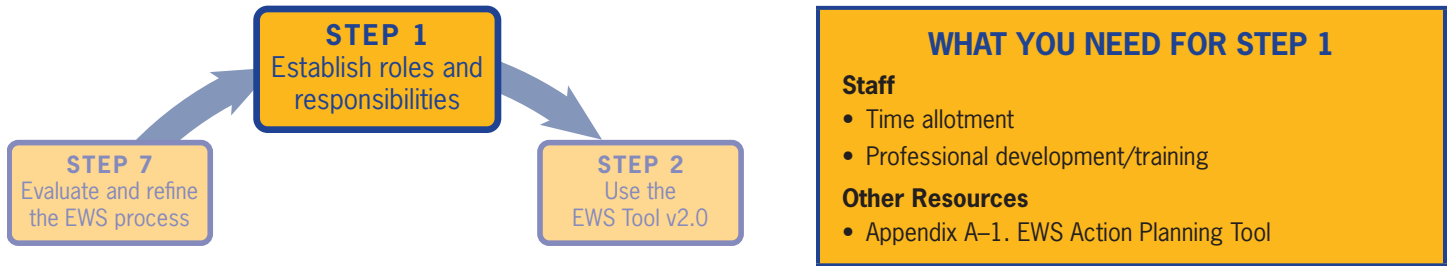 STEP 1
Establish roles and
responsibilities
STEP 7
Evaluate and refine
the EWS process
STEP 2
Use the
EWS Tool v2.0
WHAT YOU NEED FOR STEP 1
Staff
• Time allotment
• Professional development/training
Other Resources
• Appendix A–1. EWS Action Planning Tool